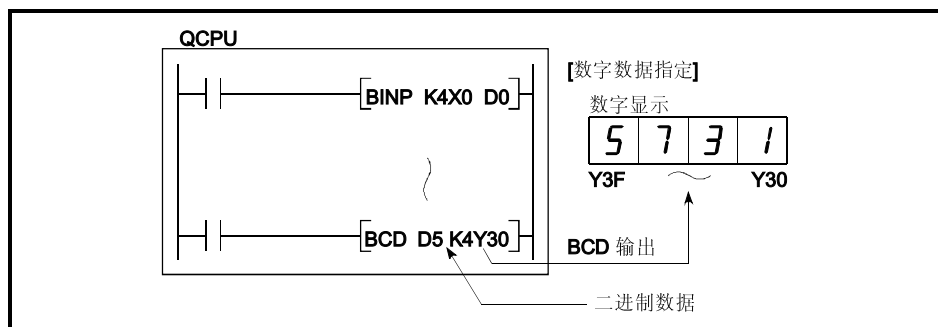 QCPU
BINP K4X0 D0
[数字数据指定]
数字显示
5 7 3 1
Y3F Y30
BCD D5 K4Y30
BCD 输出
二进制数据